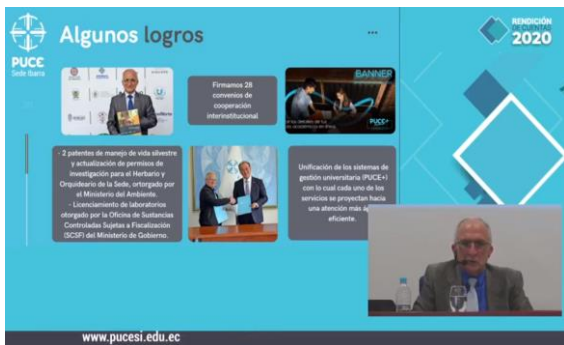 PUCE
Sede Ibarra
Algunos logros
...
RENDICIÓN
DE CUENTAS
2020
Firmamos 28
convenios de
cooperación
interinstitucional
BANNER
PUCE
- 2 patentes de manejo de vida silvestre
y actualización de permisos de
investigación para el Herbario y
Orquideario de la Sede, ortorgado por
el Ministerio del Ambiente.
- Licenciamiento de laboratorios
otorgado por la Oficina de Sustancias
Controladas Sujetas a Fiscalización
(SCSF) del Ministerio de Gobierno.
Unificación de los sistemas de
gestión universitaria (PUCE+)
con lo cual cada uno de los
servicios se proyectan hacia
una atención más
eficiente.
www.pucesi.edu.ec